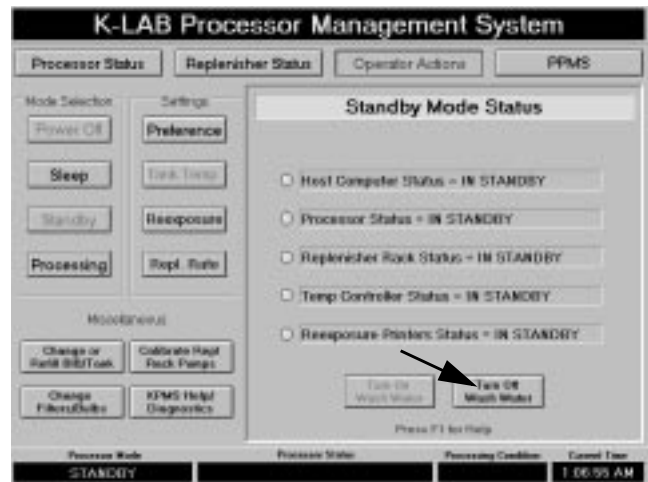 K-LAB Processor Management System
Processor Status
Replenisher Status
Operator Actions
PPMS
Mode Selection
Settings
Standby Mode Status
Power Off
Preference
Sleep
Tank Temp
Host Computer Status = IN STANDBY
Standby
Reexposure
Processor Status = IN STANDBY
Processing
Repl. Rate
Replenisher Rack Status = IN STANDBY
Temp Controller Status = IN STANDBY
Miscellaneous
Reexposure Printers Status = IN STANDBY
Change or
Refill BIB/Tank
Calibrate Repl
Rack Pumps
Change
Filters/Bulbs
KPMS Help/
Diagnostics
Turn On
Wash Water
Turn Off
Wash Water
Press F1 for Help
Processor Mode
Processor Status
Processing Condition
Current Time
STANDBY
1:06:55 AM